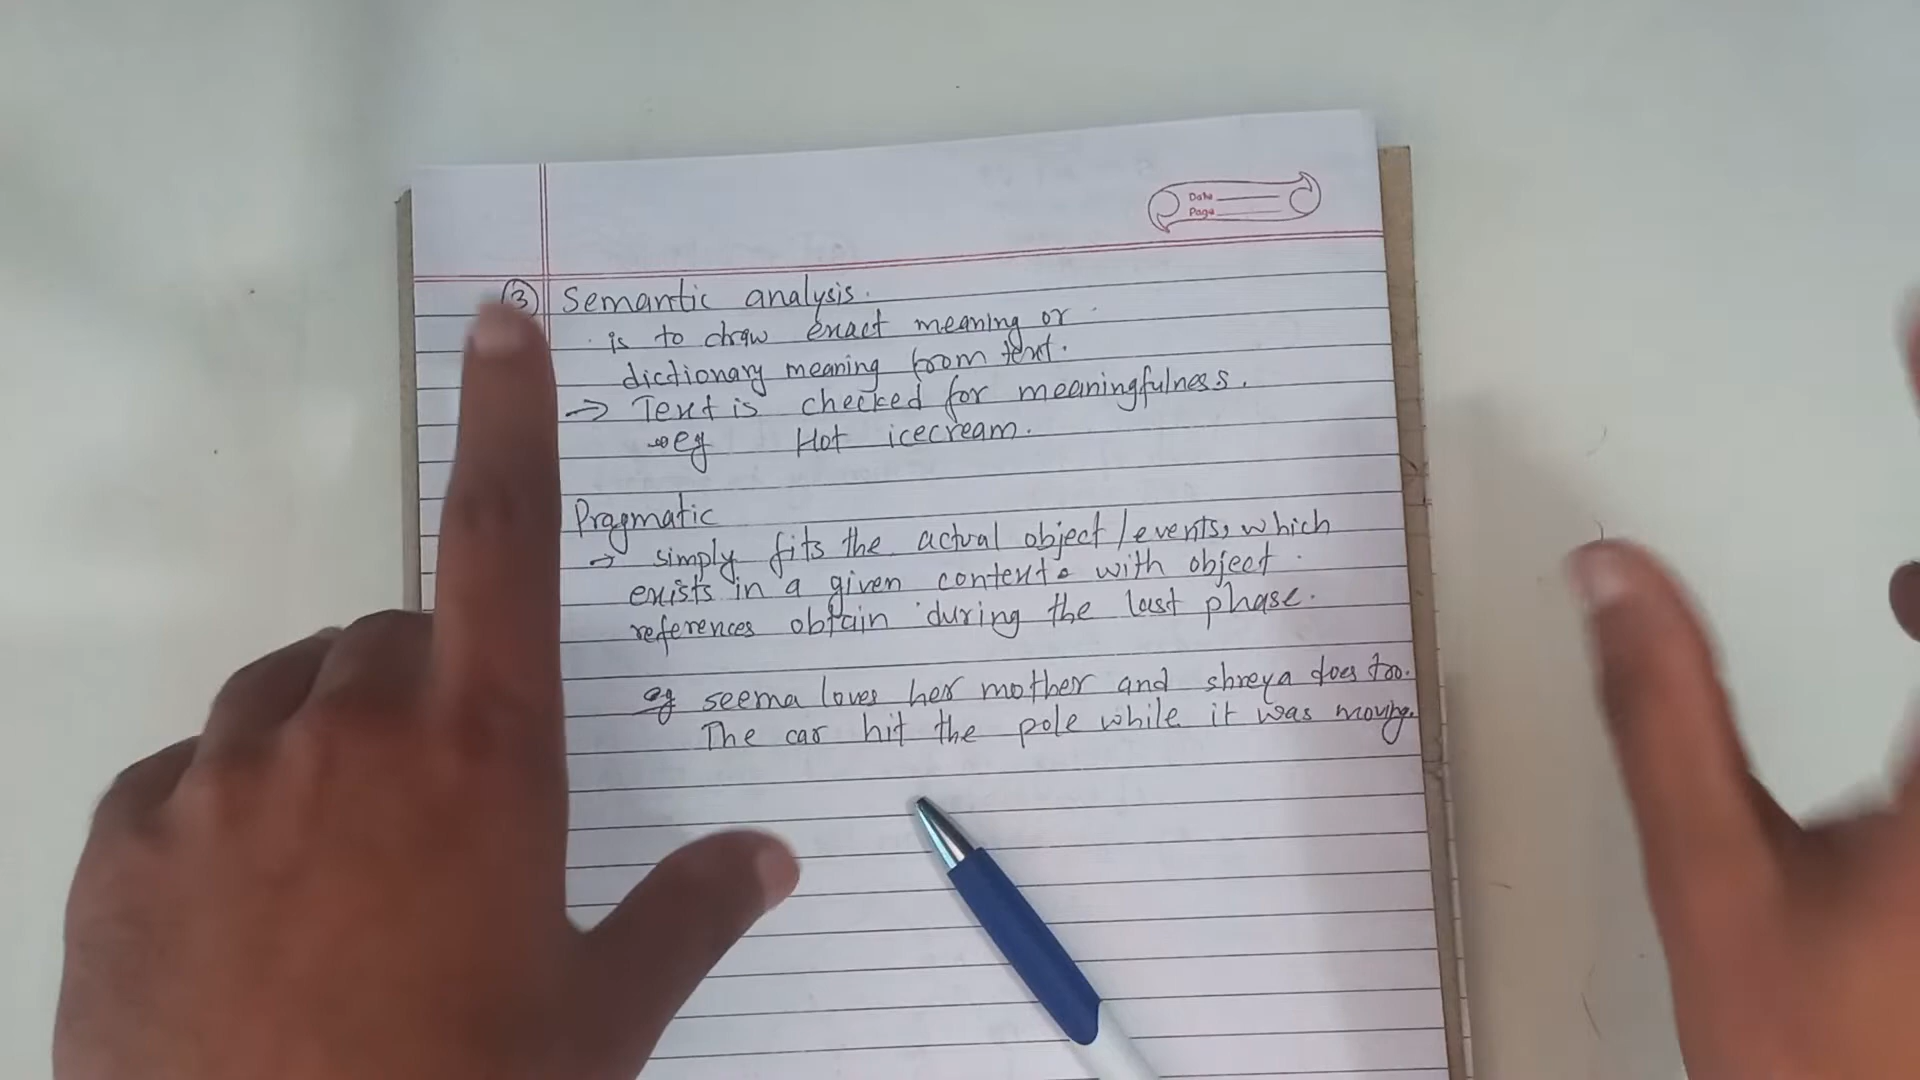 Date
Page
③ Semantic analysis.
is to draw exact meaning or
dictionary meaning from text.
→ Text is checked for meaningfulness.
eg Hot icecream.
Pragmatic
→ simply fits the actual object/events, which
exists in a given context with object
references obtain during the last phase.
eg seema loves her mother and shreya does too.
The car hit the pole while it was moving.